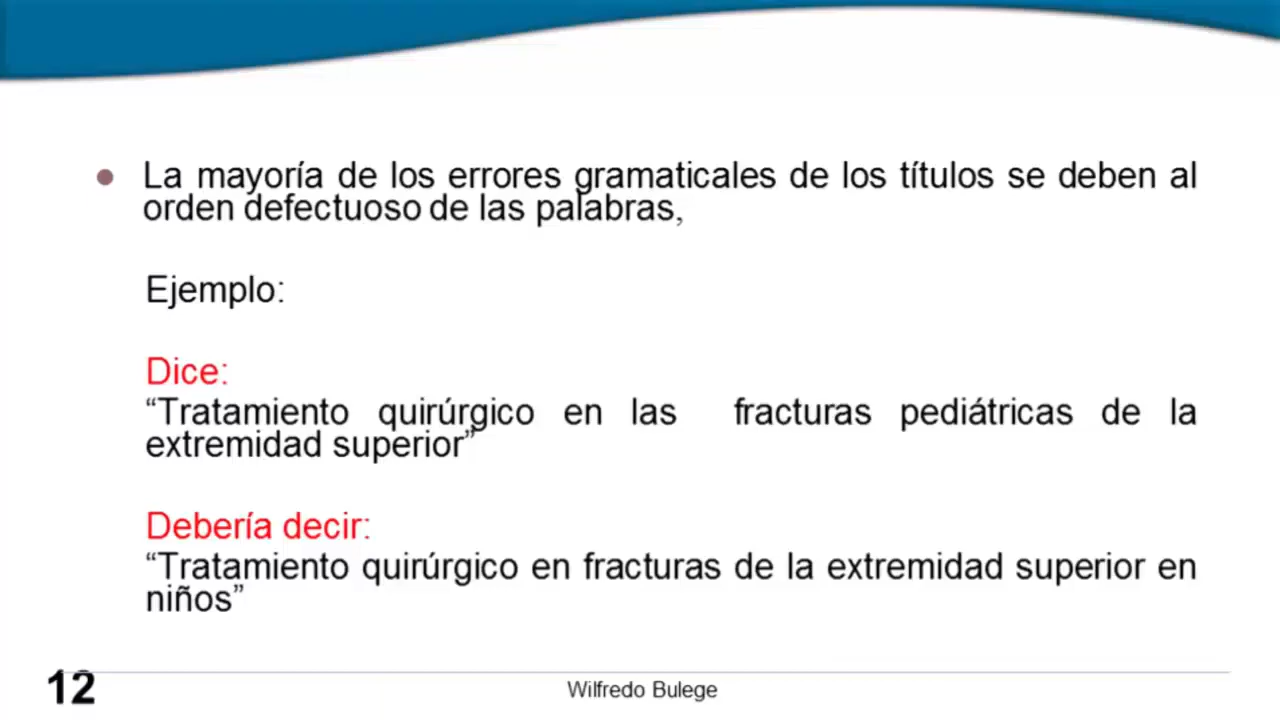 La mayoría de los errores gramaticales de los títulos se deben al
orden defectuoso de las palabras,
Ejemplo:
Dice:
“Tratamiento quirúrgico en las fracturas pediátricas de la
extremidad superior”
Debería decir:
“Tratamiento quirúrgico en fracturas de la extremidad superior en
niños”
12
Wilfredo Bulege